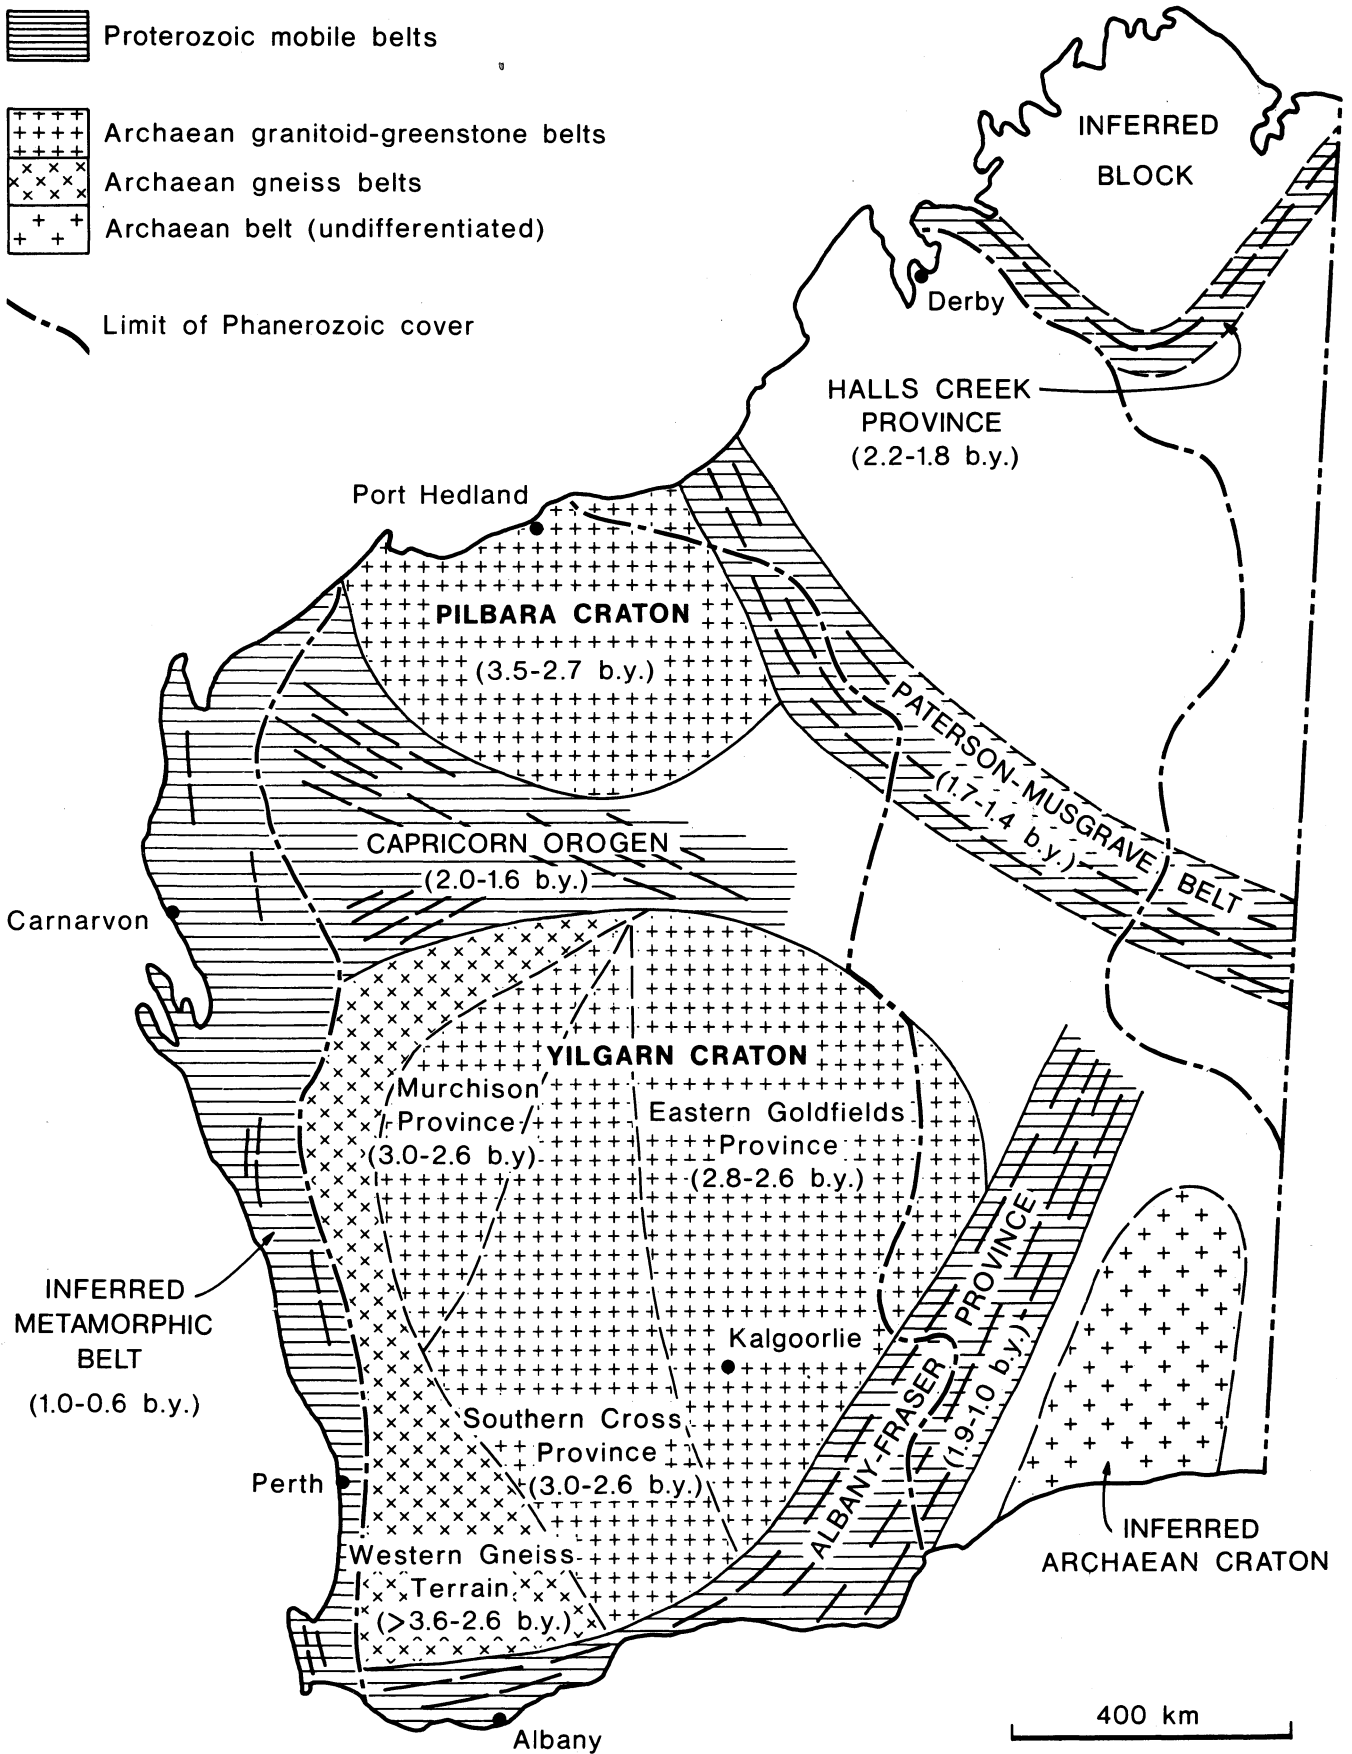 Proterozoic mobile belts
Archaean granitoid-greenstone belts
Archaean gneiss belts
Archaean belt (undifferentiated)
Limit of Phanerozoic cover
INFERRED
BLOCK
Derby
HALLS CREEK
PROVINCE
(2.2-1.8 b.y.)
Port Hedland
PILBARA CRATON
(3.5-2.7 b.y.)
PATERSON-MUSGRAVE BELT
(1.7-1.4 b.y.)
CAPRICORN OROGEN
(2.0-1.6 b.y.)
Carnarvon
YILGARN CRATON
Murchison
Province
(3.0-2.6 b.y)
Eastern Goldfields
Province
(2.8-2.6 b.y.)
INFERRED
METAMORPHIC
BELT
(1.0-0.6 b.y.)
Kalgoorlie
ALBANY-FRASER PROVINCE
(1.9-1.0 b.y.)
Southern Cross
Province
(3.0-2.6 b.y.)
Perth
Western Gneiss
Terrain
(>3.6-2.6 b.y.)
INFERRED
ARCHAEAN CRATON
Albany
400 km